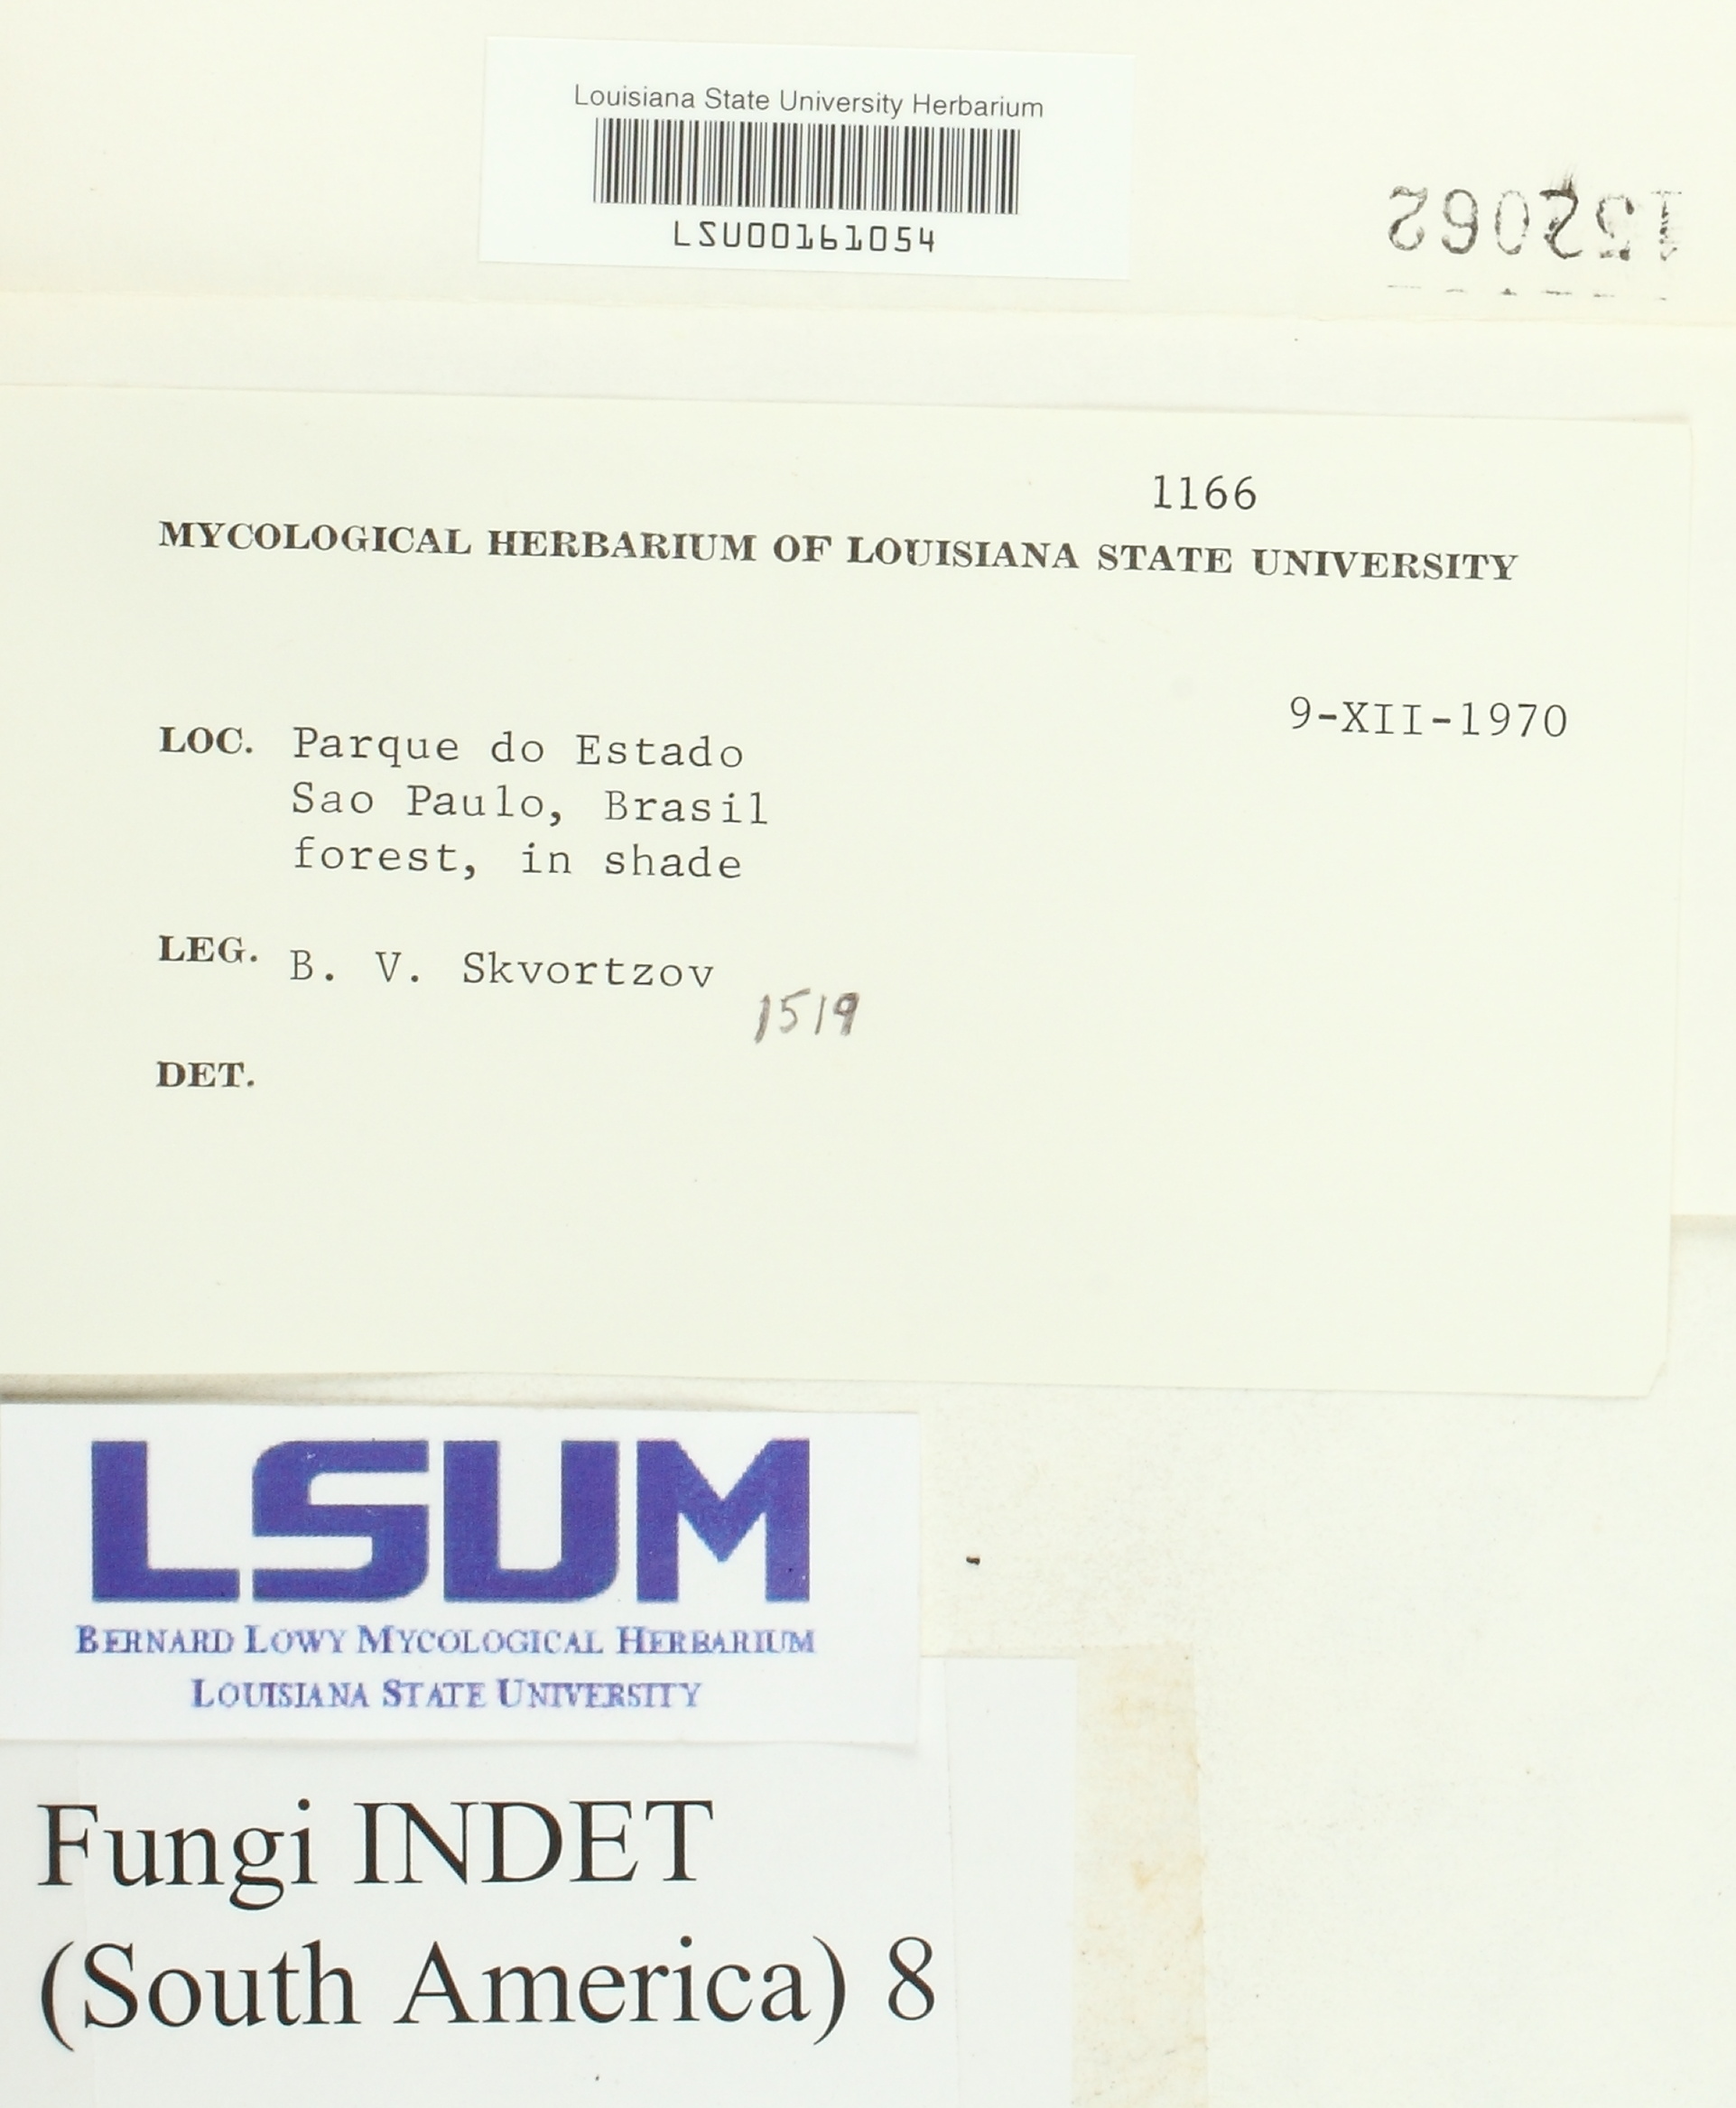 Louisiana State University Herbarium
LSU00161054
152062
1166
MYCOLOGICAL HERBARIUM OF LOUISIANA STATE UNIVERSITY
9-XII-1970
LOC. Parque do Estado
Sao Paulo, Brasil
forest, in shade
LEG. B. V. Skvortzov
1519
DET.
LSUM
BERNARD LOWY MYCOLOGICAL HERBARIUM
LOUISIANA STATE UNIVERSITY
Fungi INDET
(South America) 8